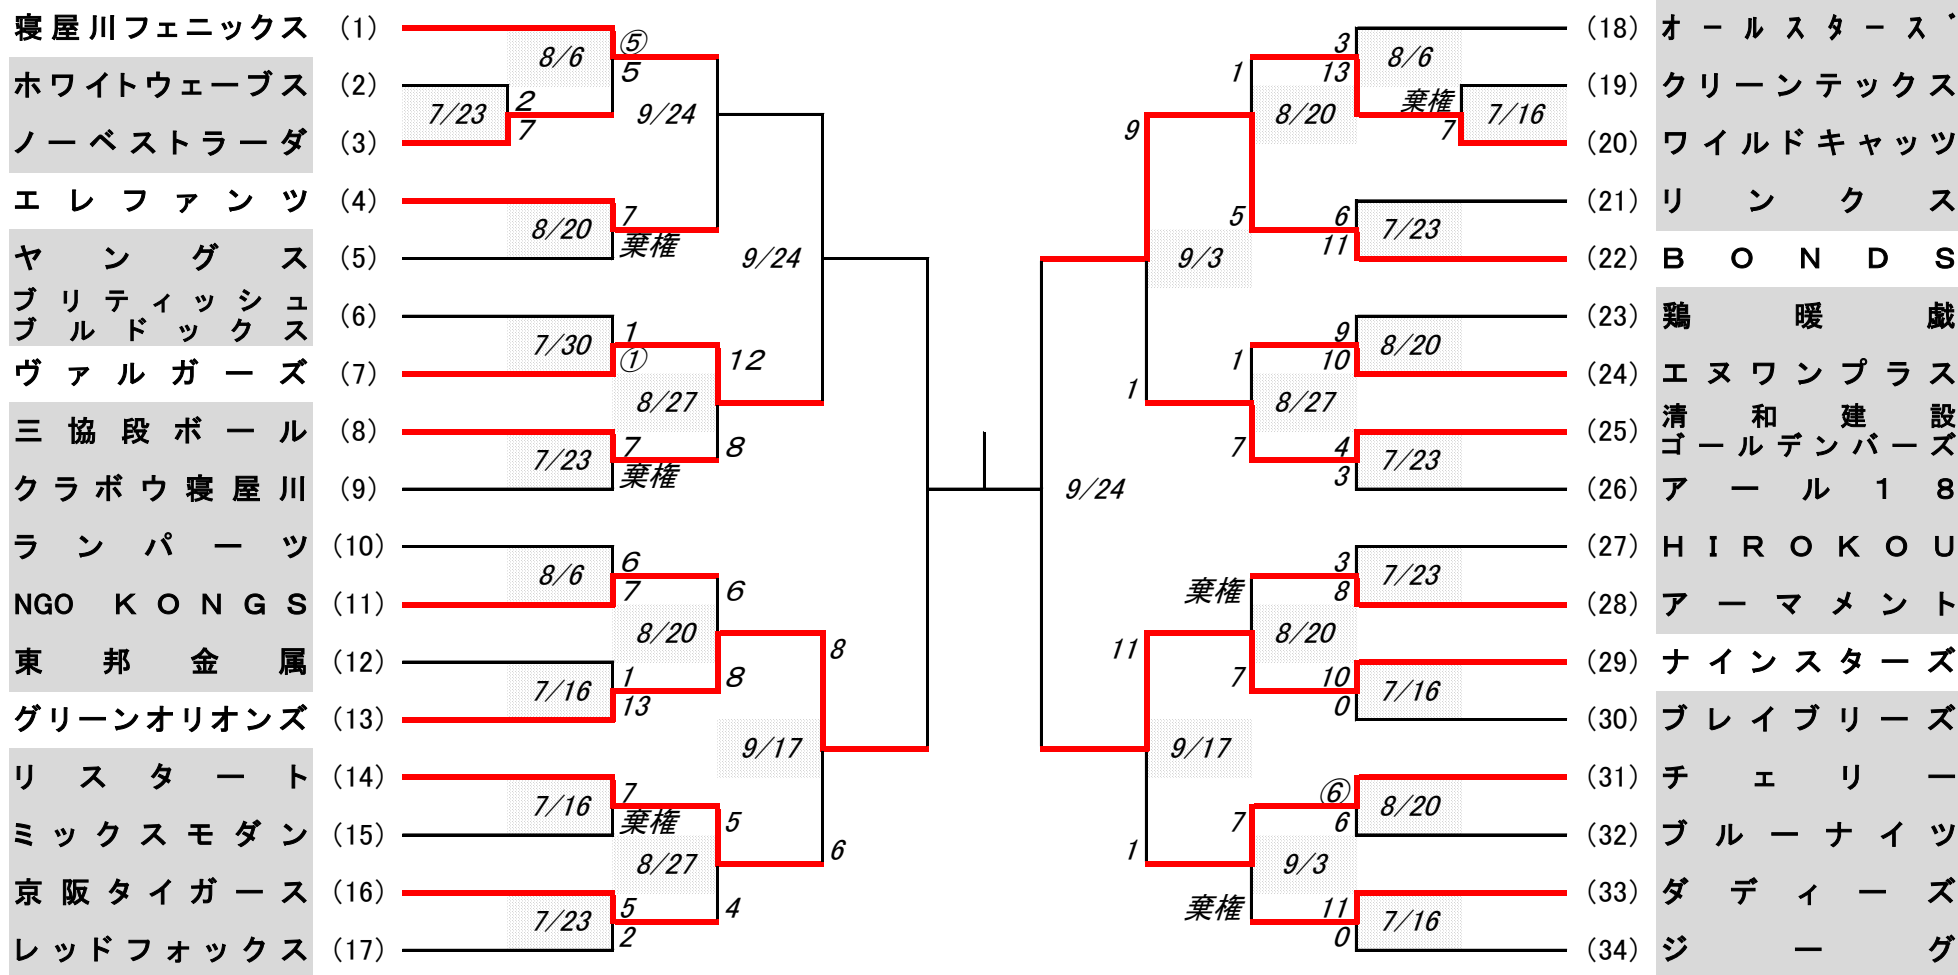 寝屋川フェニックス (1)
8/6
⑤
5
ホワイトウェーブス (2)
7/23
2
7
9/24
ノーベストラーダ (3)
エレファンツ (4)
8/20
7
棄権
ヤングス (5)
9/24
ブリティッシュ
ブルドックス (6)
7/30
1
①
ヴァルガーズ (7)
12
8/27
三協段ボール (8)
7/23
7
棄権
8
クラボウ寝屋川 (9)
ランパーツ (10)
8/6
6
7
6
NGO KONGS (11)
8/20
東邦金属 (12)
7/16
1
13
8
8
グリーンオリオンズ (13)
9/17
リスタート (14)
7/16
7
棄権
5
ミックスモダン (15)
8/27
6
京阪タイガース (16)
7/23
5
2
4
レッドフォックス (17)
9/24
(18) オールスターズ
3
13
8/6
1
(19) クリーンテックス
棄権
7
7/16
8/20
9
(20) ワイルドキャッツ
(21) リンクス
6
11
7/23
5
(22) BONDS
9/3
(23) 鶏暖戯
9
10
8/20
1
(24) エヌワンプラス
1
8/27
(25) 清和建設
ゴールデンバーズ
4
3
7/23
7
(26) アール18
(27) HIROKOU
3
8
7/23
棄権
(28) アーマメント
8/20
11
(29) ナインスターズ
10
0
7/16
7
(30) ブレイブリーズ
9/17
(31) チェリー
⑥
6
8/20
7
(32) ブルーナイツ
1
9/3
(33) ダディーズ
11
0
7/16
棄権
(34) ジーグ